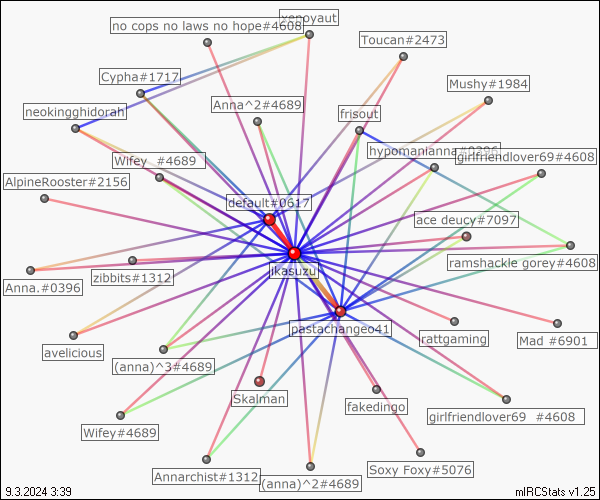 no cops no laws no hope#4608
xenoyaut
Toucan#2473
Cypha#1717
Mushy#1984
neokingghidorah
Anna^2#4689
frisout
hypomanianna#0396
girlfriendlover69#4608
Wifey_#4689
AlpineRooster#2156
default#0617
ace deucy#7097
ramshackle gorey#4608
ikasuzu
zibbits#1312
Anna.#0396
pastachangeo41
rattgaming
Mad_#6901
avelicious
(anna)^3#4689
Skalman
fakedingo
girlfriendlover69_#4608
Wifey#4689
Annarchist#1312
(anna)^2#4689
Soxy Foxy#5076
9.3.2024 3:39
mIRCStats v1.25